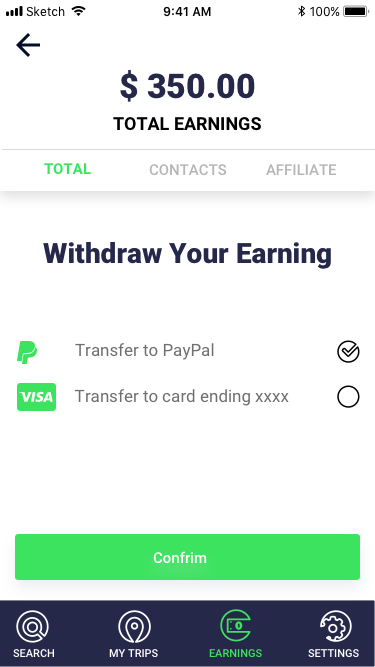 Sketch 9:41 AM 100%
$ 350.00
TOTAL EARNINGS
TOTAL CONTACTS AFFILIATE
Withdraw Your Earning
Transfer to PayPal
VISA Transfer to card ending xxxx
Confrim
SEARCH MY TRIPS EARNINGS SETTINGS